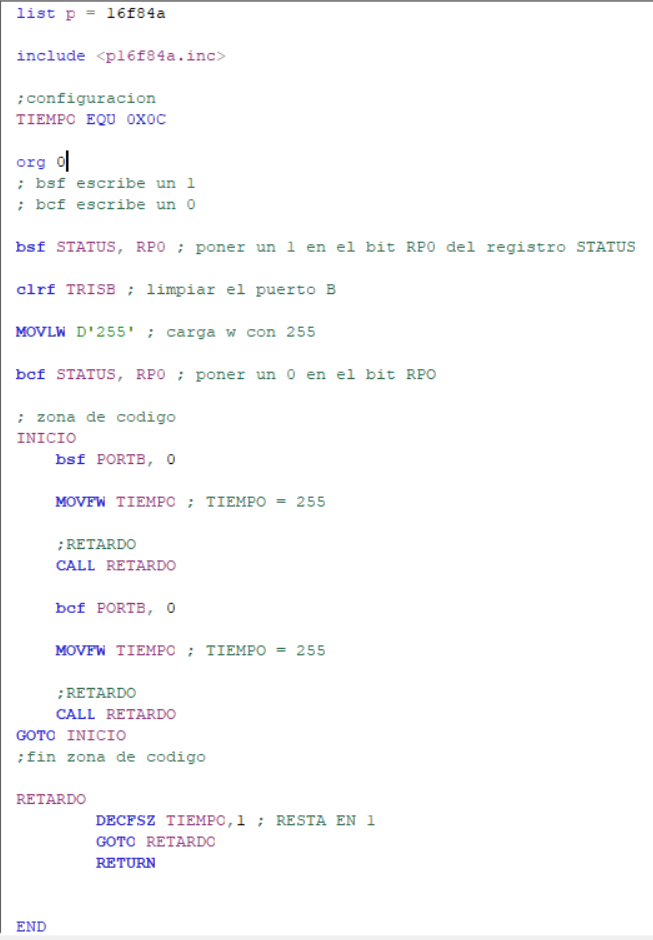 list p = 16f84a
include <p16f84a.inc>
;configuracion
TIEMPO EQU 0X0C
org 0
; bsf escribe un 1
; bcf escribe un 0
bsf STATUS, RP0 ; poner un 1 en el bit RP0 del registro STATUS
clrf TRISB ; limpiar el puerto B
MOVLW D'255' ; carga w con 255
bcf STATUS, RP0 ; poner un 0 en el bit RPO
; zona de codigo
INICIO
bsf PORTB, 0
MOVFW TIEMPO ; TIEMPO = 255
;RETARDO
CALL RETARDO
bcf PORTB, 0
MOVFW TIEMPO ; TIEMPO = 255
;RETARDO
CALL RETARDO
GOTO INICIO
;fin zona de codigo
RETARDO
DECFSZ TIEMPO,1 ; RESTA EN 1
GOTO RETARDO
RETURN
END